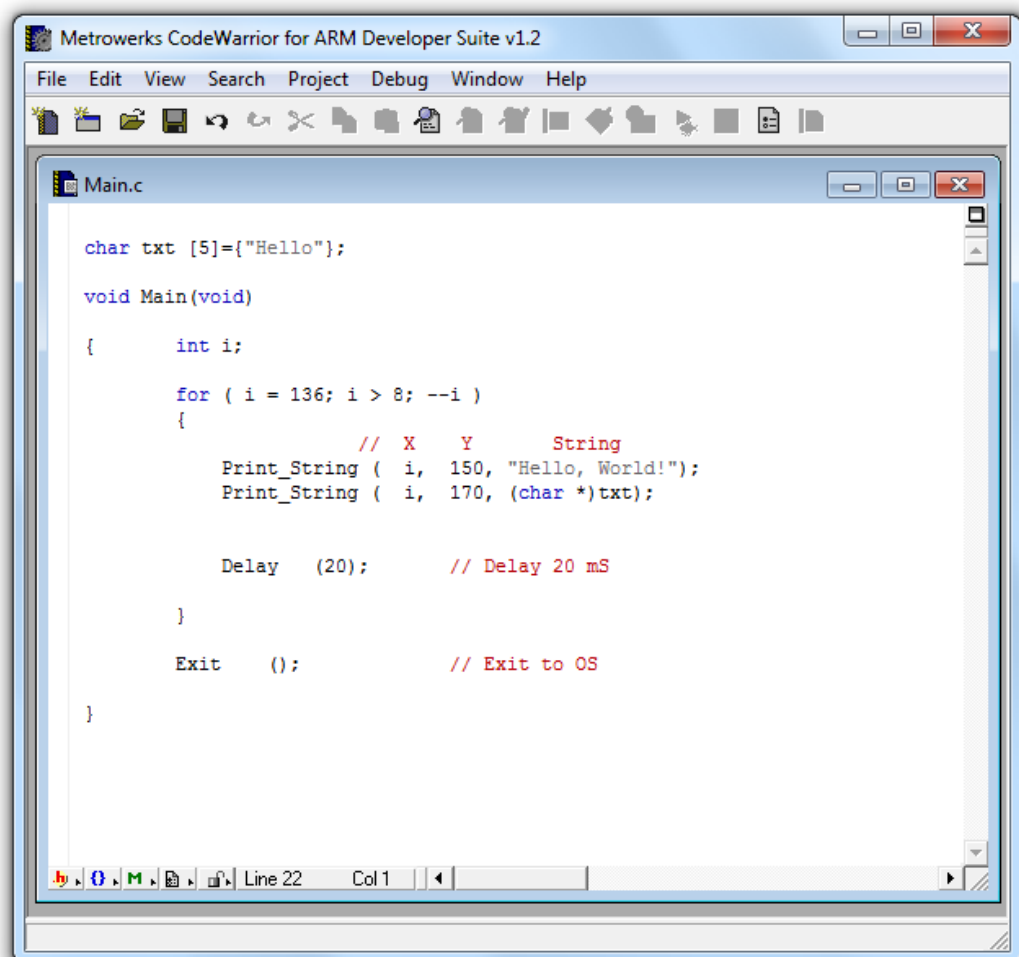 Metrowerks CodeWarrior for ARM Developer Suite v1.2
File Edit View Search Project Debug Window Help
Main.c
char txt [5]={"Hello"};
void Main(void)
{ int i;
for ( i = 136; i > 8; --i )
{
// X Y String
Print_String ( i, 150, "Hello, World!");
Print_String ( i, 170, (char *)txt);
Delay (20); // Delay 20 mS
}
Exit (); // Exit to OS
}
h {} M Line 22 Col 1